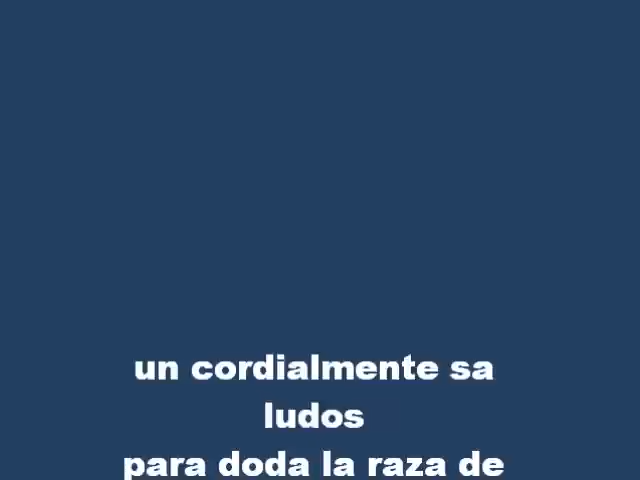 un cordialmente sa
ludos
para doda la raza de